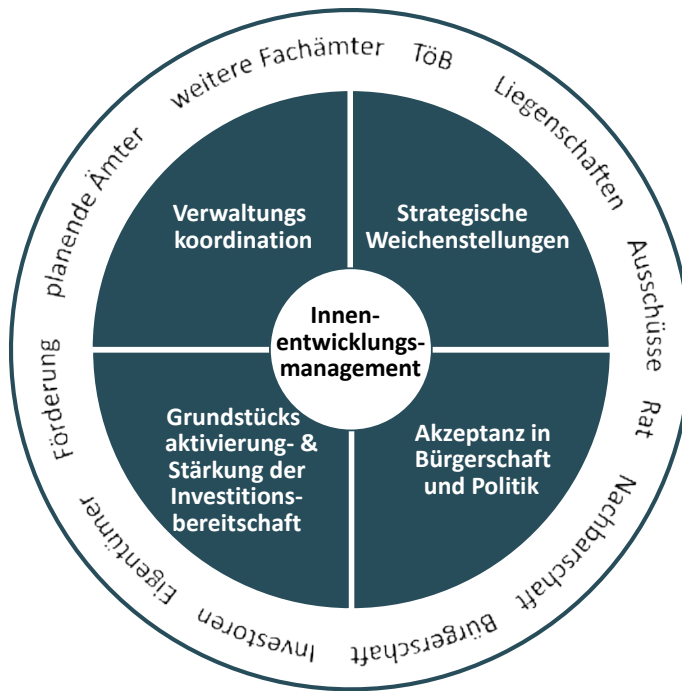 weitere Fachämter
TöB
Liegenschaften
Ausschüsse
Rat
Nachbarschaft
Bürgerschaft
Investoren
Eigentümer
Förderung
planende Ämter
Verwaltungs
koordination
Strategische
Weichenstellungen
Innen-
entwicklungs-
management
Grundstücks
aktivierung- &
Stärkung der
Investitions-
bereitschaft
Akzeptanz in
Bürgerschaft
und Politik